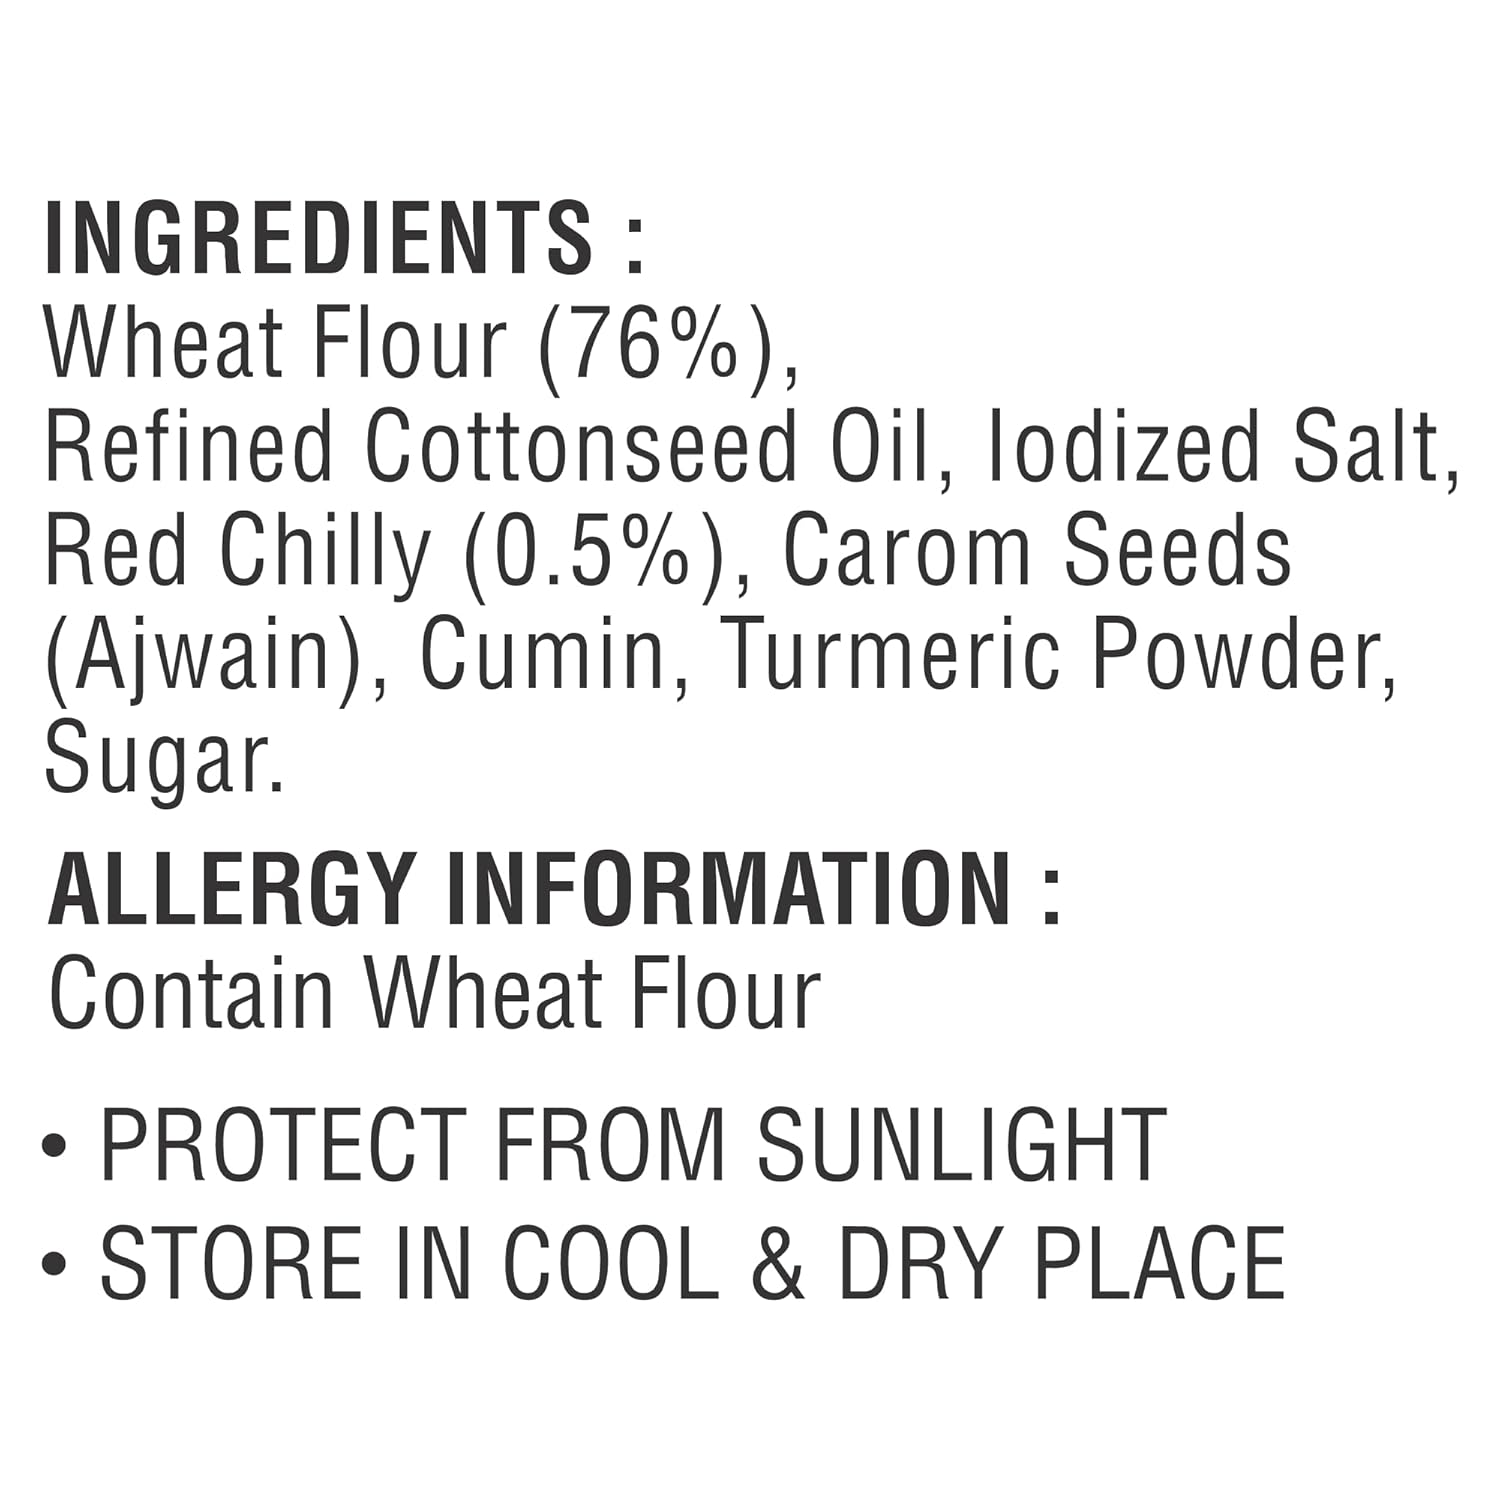 INGREDIENTS :
Wheat Flour (76%),
Refined Cottonseed Oil, Iodized Salt,
Red Chilly (0.5%), Carom Seeds
(Ajwain), Cumin, Turmeric Powder,
Sugar.
ALLERGY INFORMATION :
Contain Wheat Flour
• PROTECT FROM SUNLIGHT
• STORE IN COOL & DRY PLACE